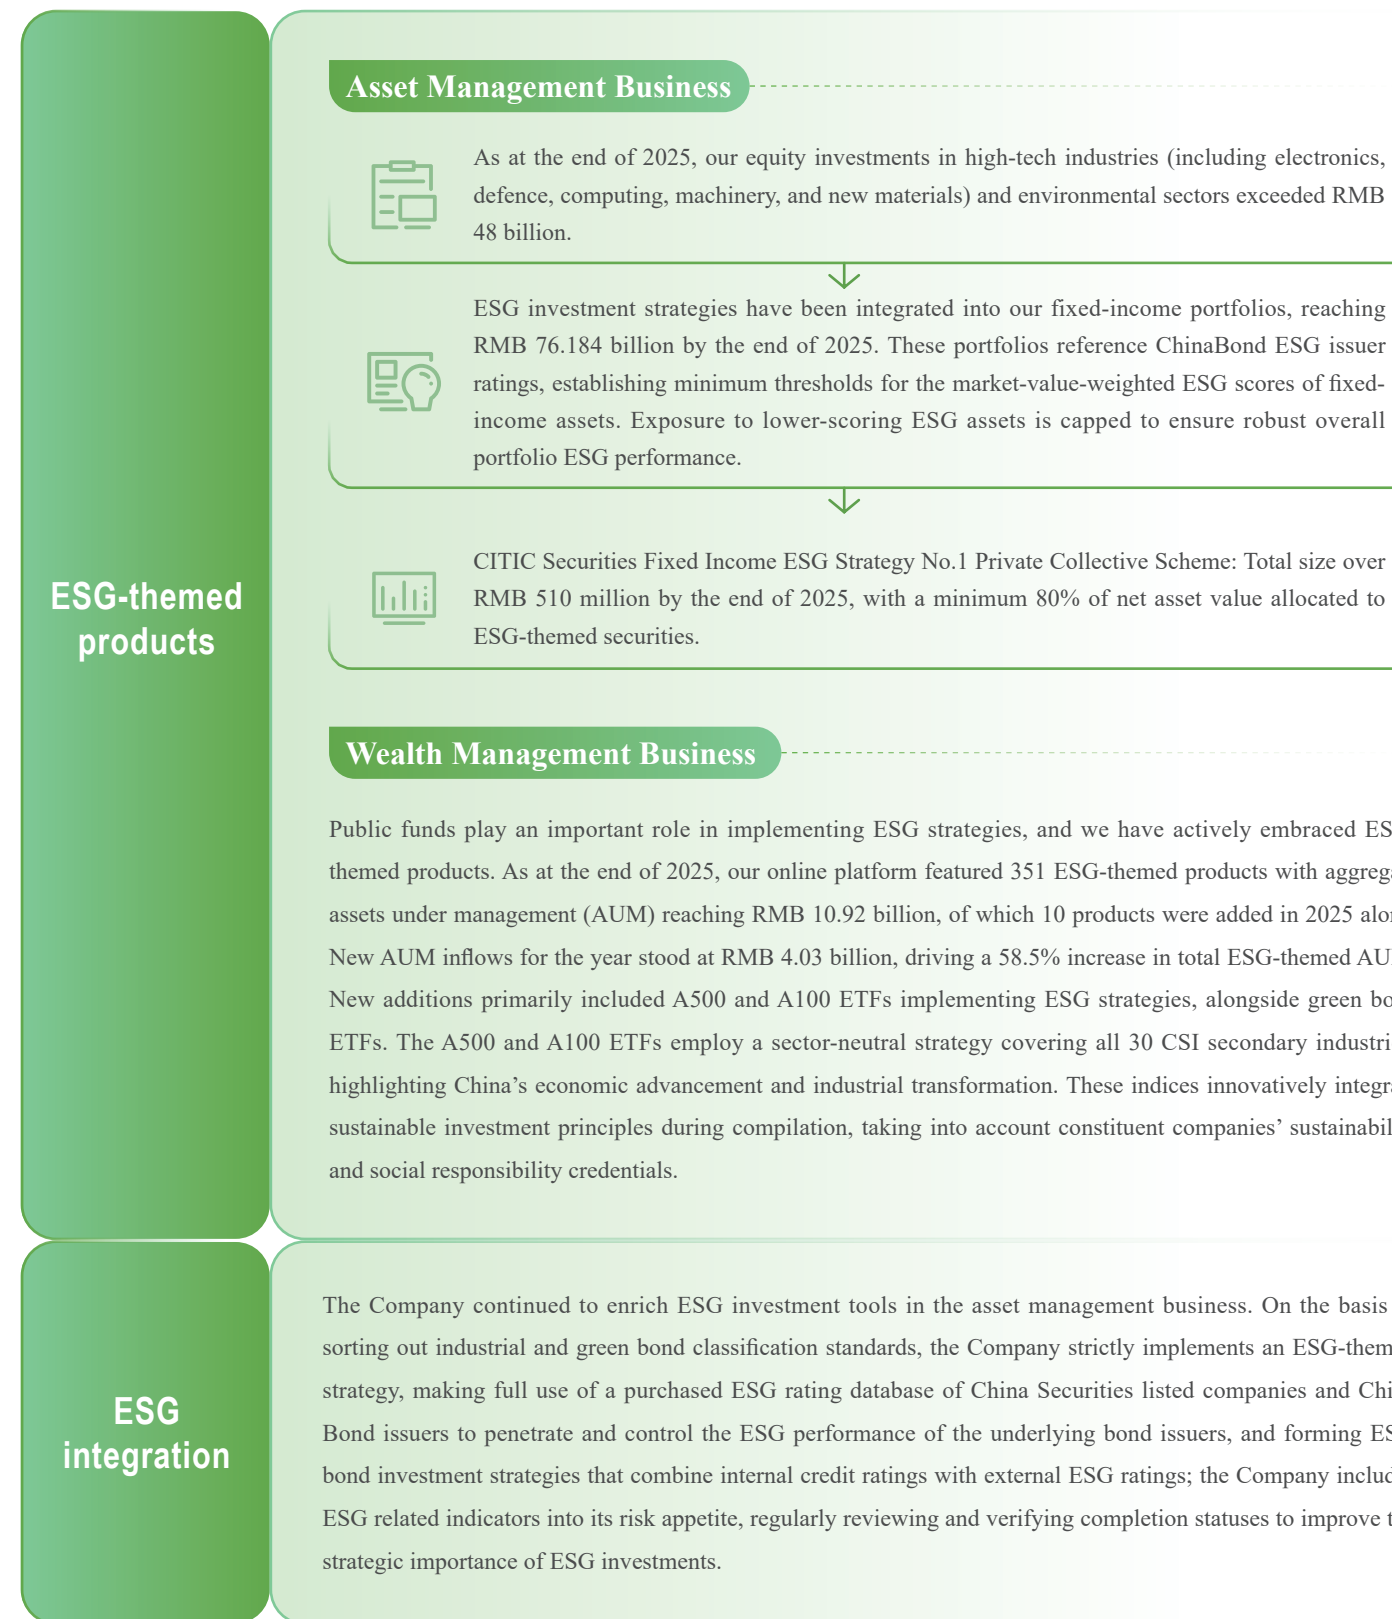 ESG-themed
products
Asset Management Business
As at the end of 2025, our equity investments in high-tech industries (including electronics,
defence, computing, machinery, and new materials) and environmental sectors exceeded RMB
48 billion.
ESG investment strategies have been integrated into our fixed-income portfolios, reaching
RMB 76.184 billion by the end of 2025. These portfolios reference ChinaBond ESG issuer
ratings, establishing minimum thresholds for the market-value-weighted ESG scores of fixed-
income assets. Exposure to lower-scoring ESG assets is capped to ensure robust overall
portfolio ESG performance.
CITIC Securities Fixed Income ESG Strategy No.1 Private Collective Scheme: Total size over
RMB 510 million by the end of 2025, with a minimum 80% of net asset value allocated to
ESG-themed securities.
Wealth Management Business
Public funds play an important role in implementing ESG strategies, and we have actively embraced
themed products. As at the end of 2025, our online platform featured 351 ESG-themed products with
assets under management (AUM) reaching RMB 10.92 billion, of which 10 products were added in 2025
New AUM inflows for the year stood at RMB 4.03 billion, driving a 58.5% increase in total ESG-themed
New additions primarily included A500 and A100 ETFs implementing ESG strategies, alongside green
ETFs. The A500 and A100 ETFs employ a sector-neutral strategy covering all 30 CSI secondary
highlighting China’s economic advancement and industrial transformation. These indices innovatively
sustainable investment principles during compilation, taking into account constituent companies’
and social responsibility credentials.
ESG
integration
The Company continued to enrich ESG investment tools in the asset management business. On the basis
sorting out industrial and green bond classification standards, the Company strictly implements an
strategy, making full use of a purchased ESG rating database of China Securities listed companies and
Bond issuers to penetrate and control the ESG performance of the underlying bond issuers, and forming
bond investment strategies that combine internal credit ratings with external ESG ratings; the Company
ESG related indicators into its risk appetite, regularly reviewing and verifying completion statuses to improve
strategic importance of ESG investments.